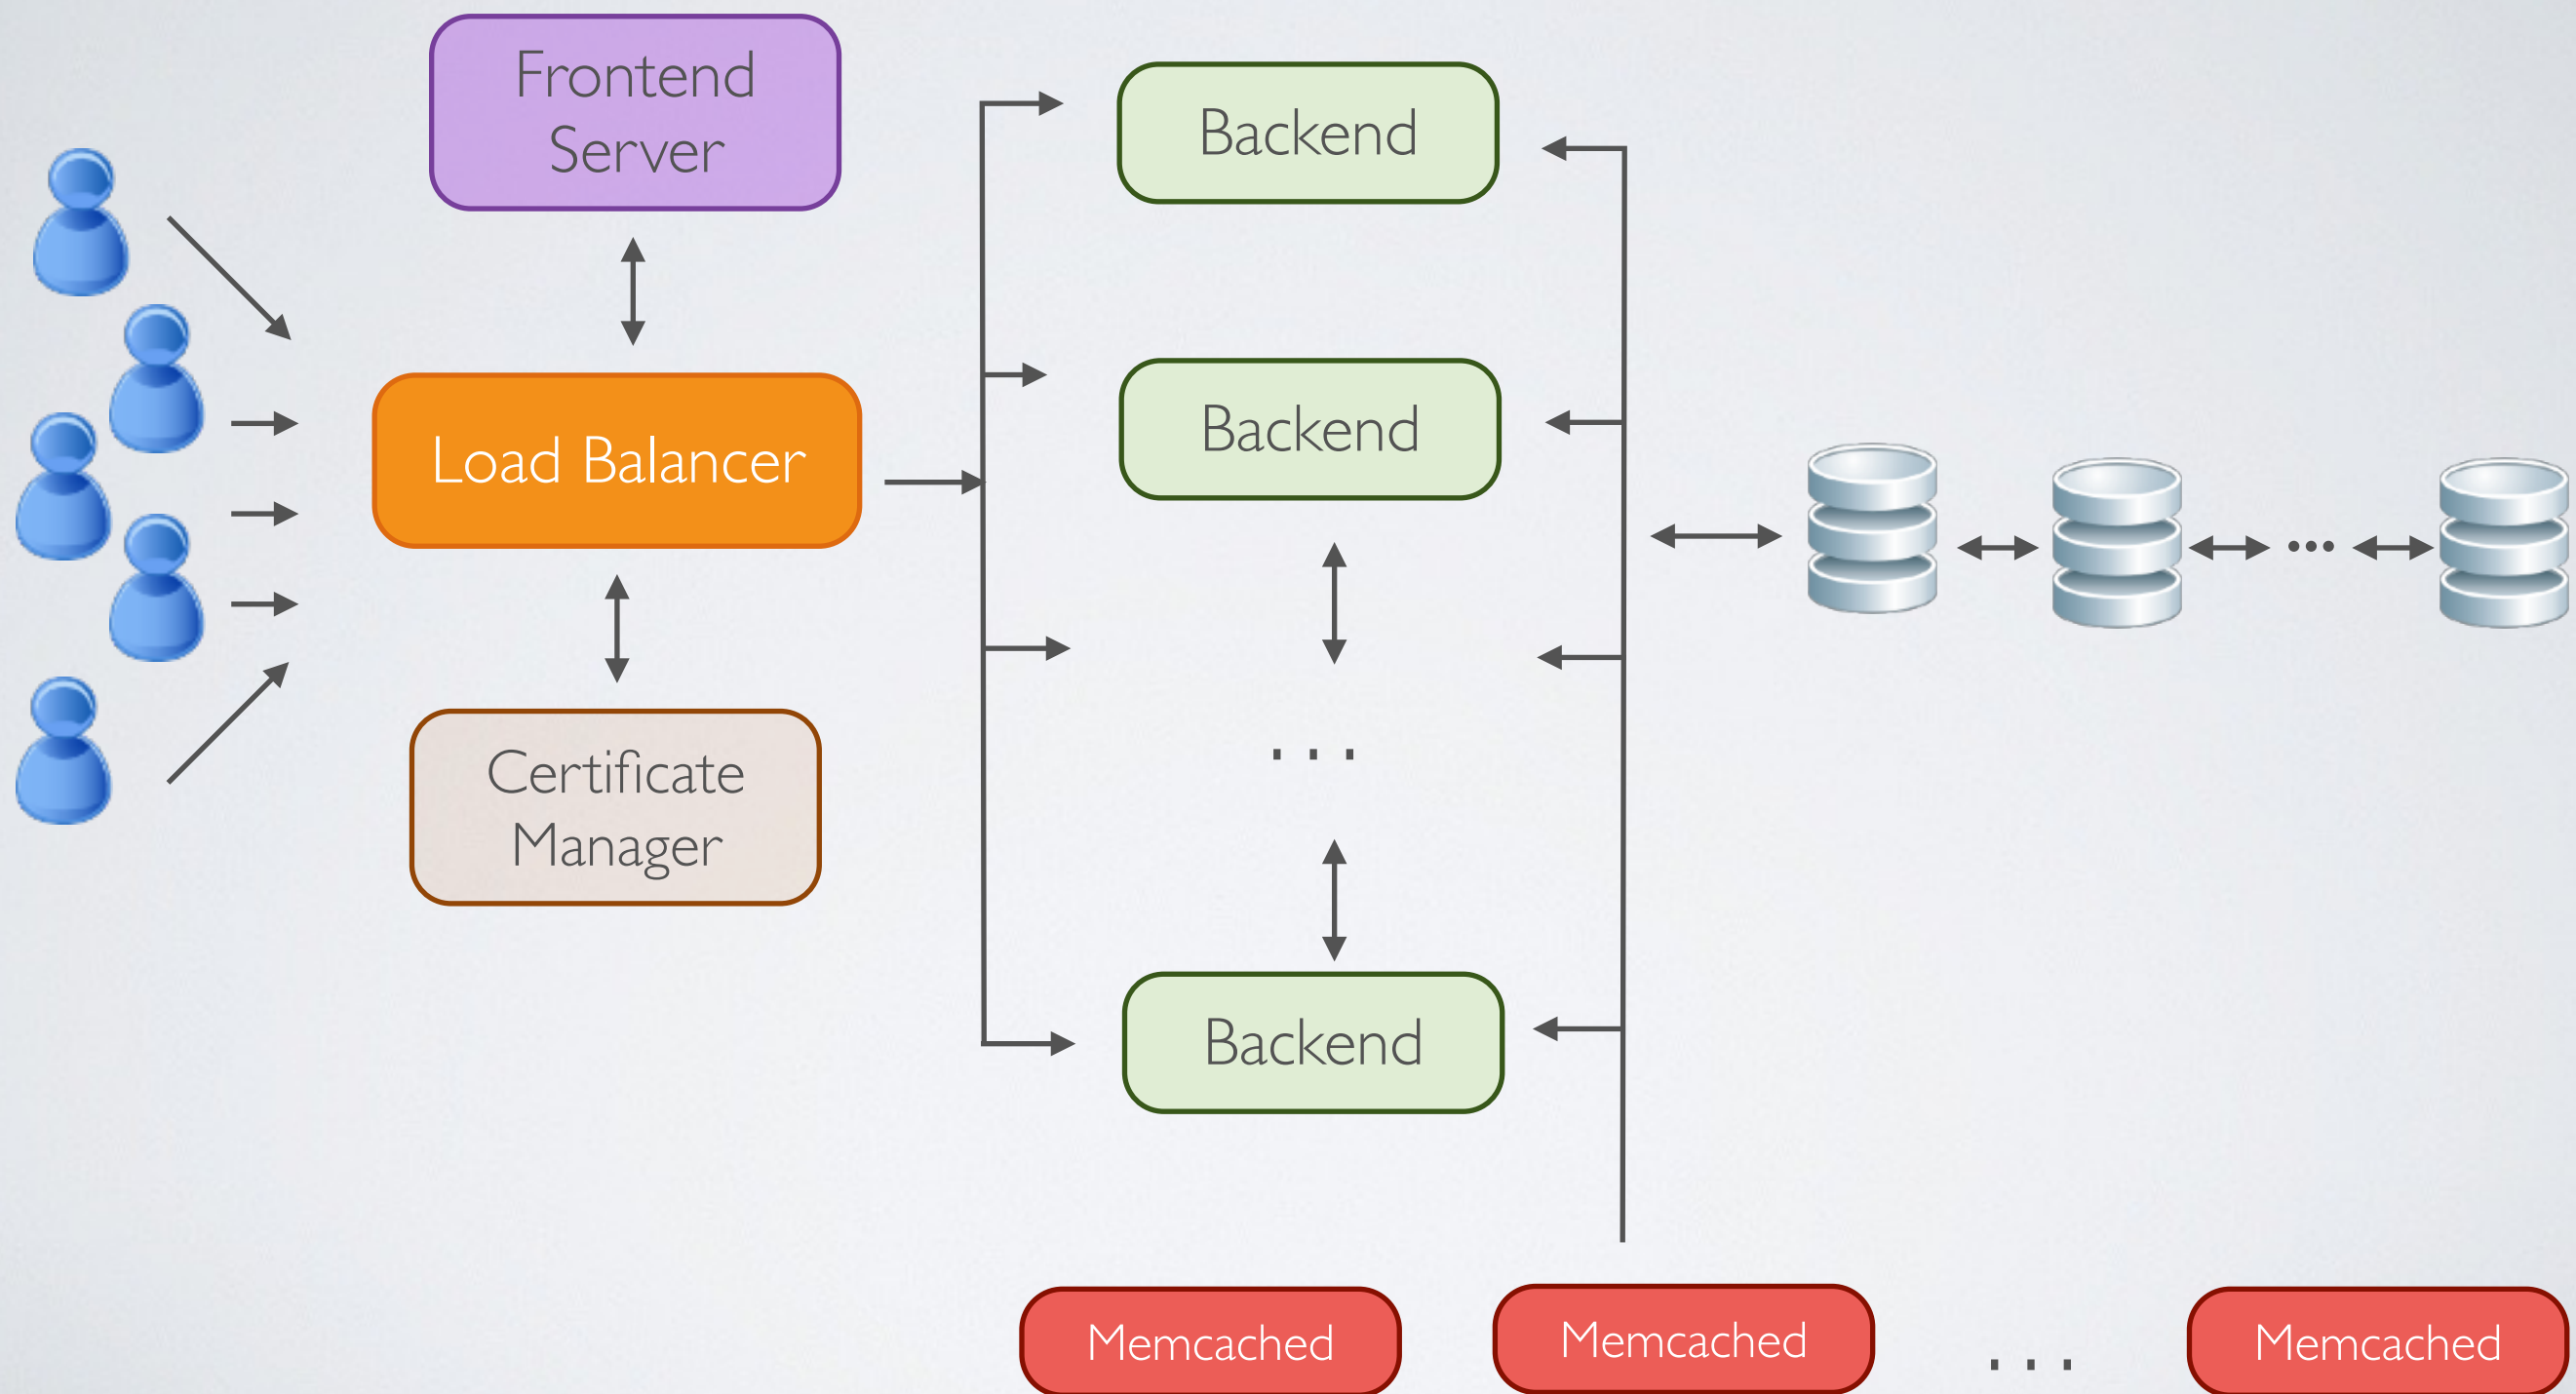 Frontend
Server
Load Balancer
Certificate
Manager
Backend
Backend
...
Backend
...
Memcached
Memcached
...
Memcached